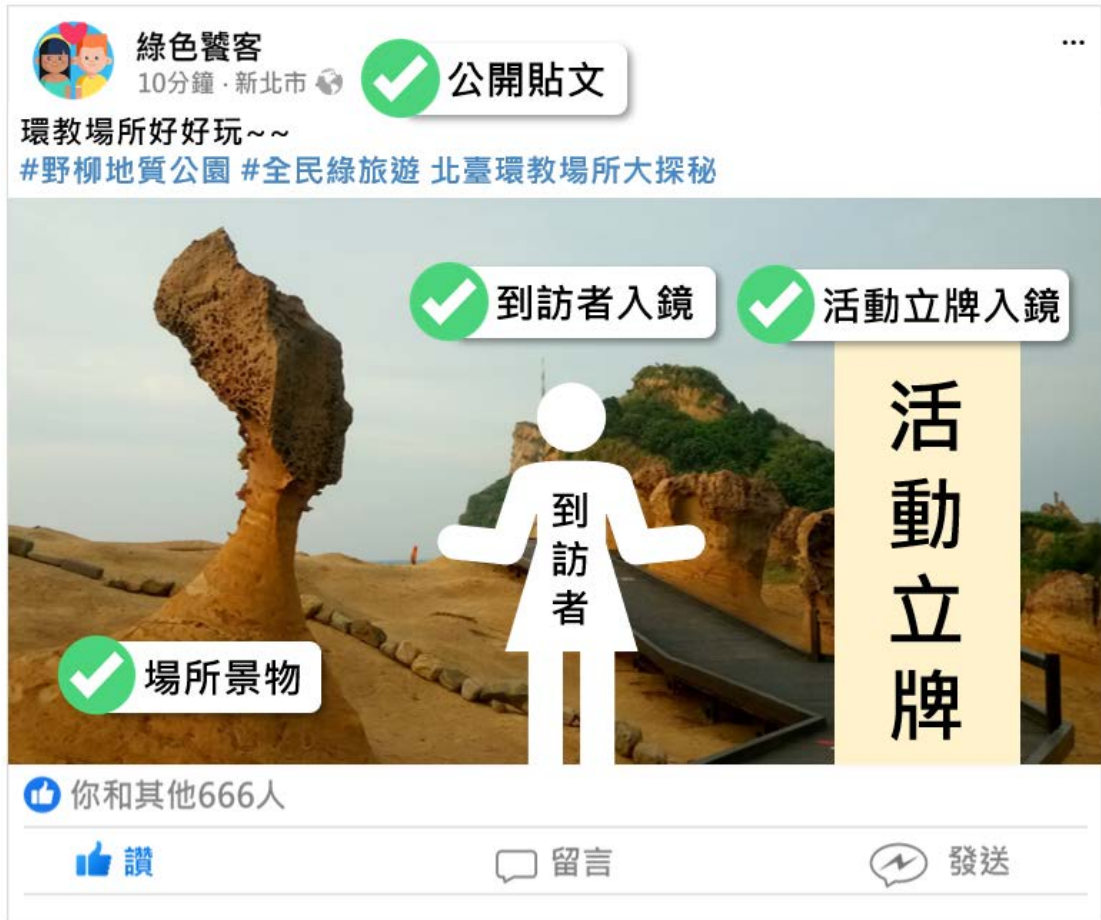 綠色饕客
10分鐘 · 新北市
公開貼文
...
環教場所好好玩~~
#野柳地質公園 #全民綠旅遊 北臺環教場所大探秘
到訪者入鏡
活動立牌入鏡
到訪者
活動立牌
場所景物
你和其他666人
讚
留言
發送